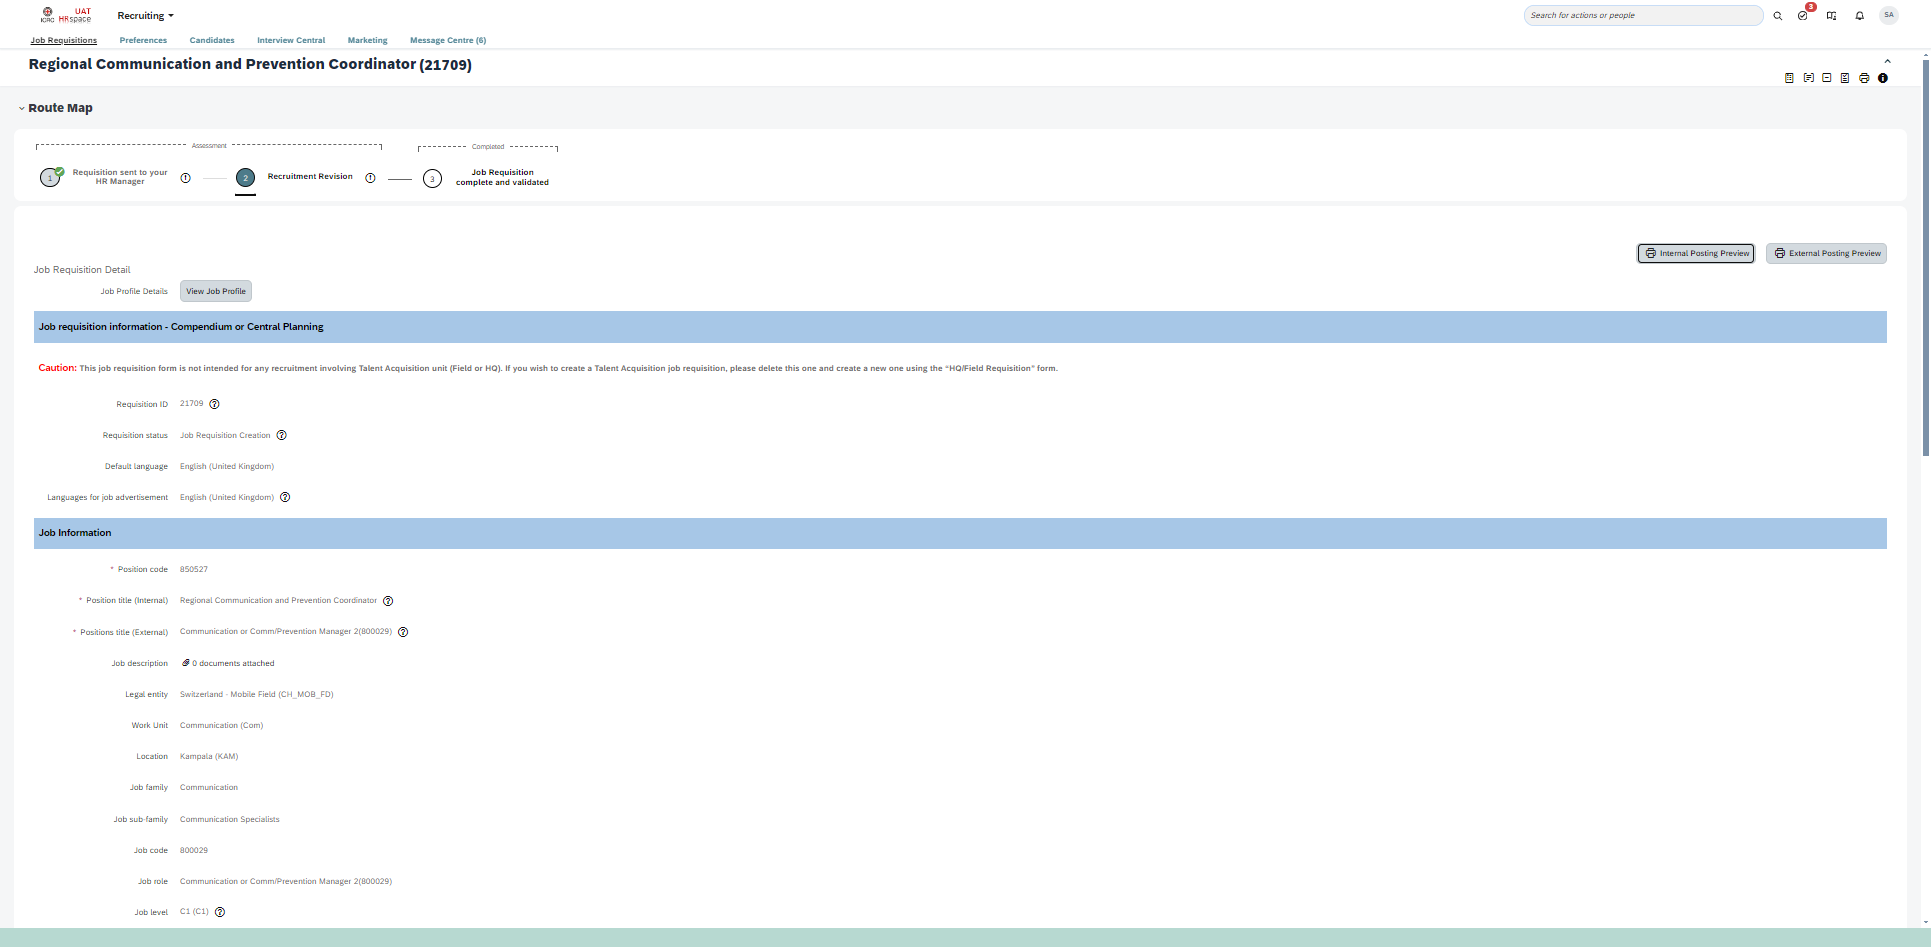 UAT
ICRC HRspace
Recruiting
Search for actions or people
3
SA
Job Requisitions
Preferences
Candidates
Interview Central
Marketing
Message Centre (6)
Regional Communication and Prevention Coordinator (21709)
Route Map
Assessment
Completed
1
Requisition sent to your
HR Manager
2
Recruitment Revision
3
Job Requisition
complete and validated
Internal Posting Preview
External Posting Preview
Job Requisition Detail
Job Profile Details View Job Profile
Job requisition information - Compendium or Central Planning
Caution: This job requisition form is not intended for any recruitment involving Talent Acquisition unit (Field or HQ). If you wish to create a Talent Acquisition job requisition, please delete this one and create a new one using the "HQ/Field Requisition" form.
Requisition ID 21709
Requisition status Job Requisition Creation
Default language English (United Kingdom)
Languages for job advertisement English (United Kingdom)
Job Information
* Position code 850527
* Position title (Internal) Regional Communication and Prevention Coordinator
* Positions title (External) Communication or Comm/Prevention Manager 2(800029)
Job description 0 documents attached
Legal entity Switzerland - Mobile Field (CH_MOB_FD)
Work Unit Communication (Com)
Location Kampala (KAM)
Job family Communication
Job sub-family Communication Specialists
Job code 800029
Job role Communication or Comm/Prevention Manager 2(800029)
Job level C1 (C1)